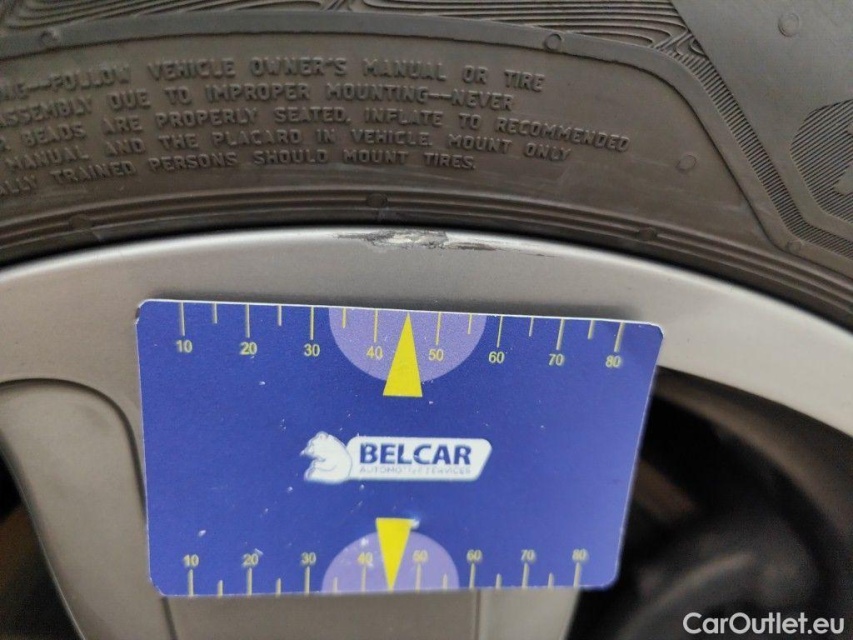 NG—FOLLOW VEHICLE OWNER'S MANUAL OR TIRE
ASSEMBLY DUE TO IMPROPER MOUNTING—NEVER
BEADS ARE PROPERLY SEATED. INFLATE TO RECOMMENDED
MANUAL AND THE PLACARD IN VEHICLE. MOUNT ONLY
ALLY TRAINED PERSONS SHOULD MOUNT TIRES.
10 20 30 40 50 60 70 80
BELCAR
AUTOMOTIVE SERVICES
10 20 30 40 50 60 70 80
CarOutlet.eu